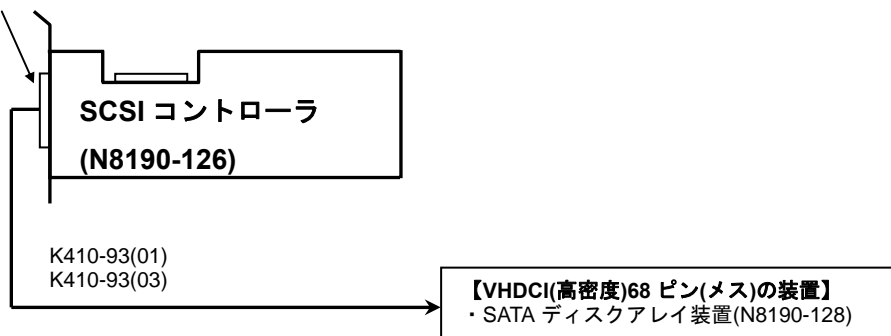 SCSI コントローラ
(N8190-126)
K410-93(01)
K410-93(03)
【VHDCI(高密度)68 ピン(メス)の装置】
・SATA ディスクアレイ装置(N8190-128)